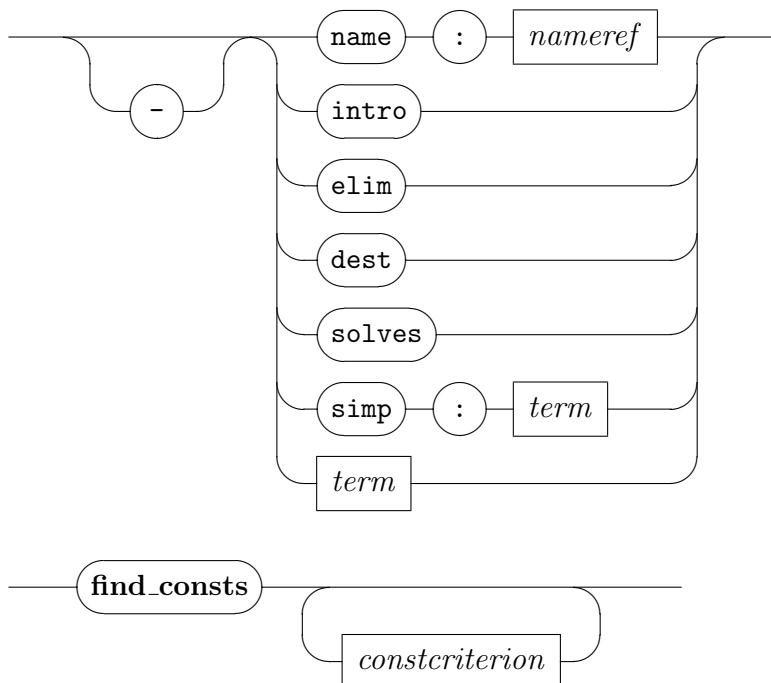 name : nameref
-
intro
elim
dest
solves
simp : term
term
find_consts
constcriterion